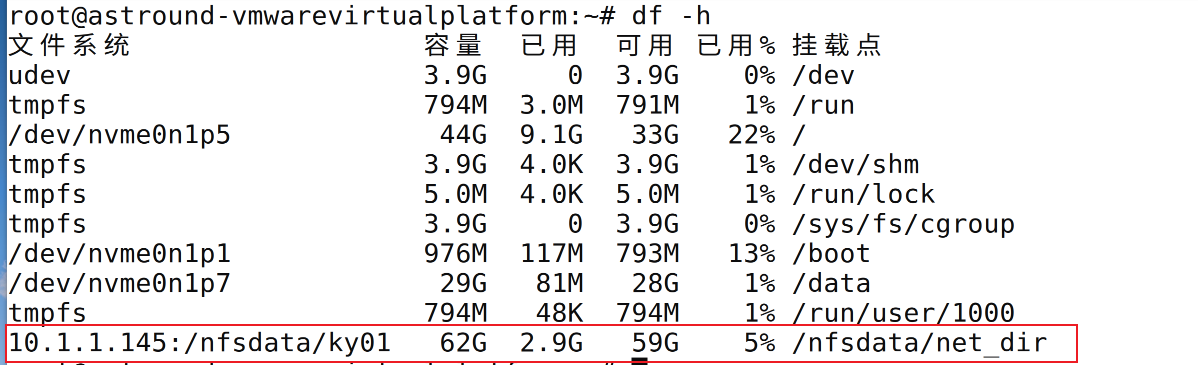 root@astround-vmwarevirtualplatform:~# df -h
文件系统 容量 已用 可用 已用% 挂载点
udev 3.9G 0 3.9G 0% /dev
tmpfs 794M 3.0M 791M 1% /run
/dev/nvme0n1p5 44G 9.1G 33G 22% /
tmpfs 3.9G 4.0K 3.9G 1% /dev/shm
tmpfs 5.0M 4.0K 5.0M 1% /run/lock
tmpfs 3.9G 0 3.9G 0% /sys/fs/cgroup
/dev/nvme0n1p1 976M 117M 793M 13% /boot
/dev/nvme0n1p7 29G 81M 28G 1% /data
tmpfs 794M 48K 794M 1% /run/user/1000
10.1.1.145:/nfsdata/ky01 62G 2.9G 59G 5% /nfsdata/net_dir